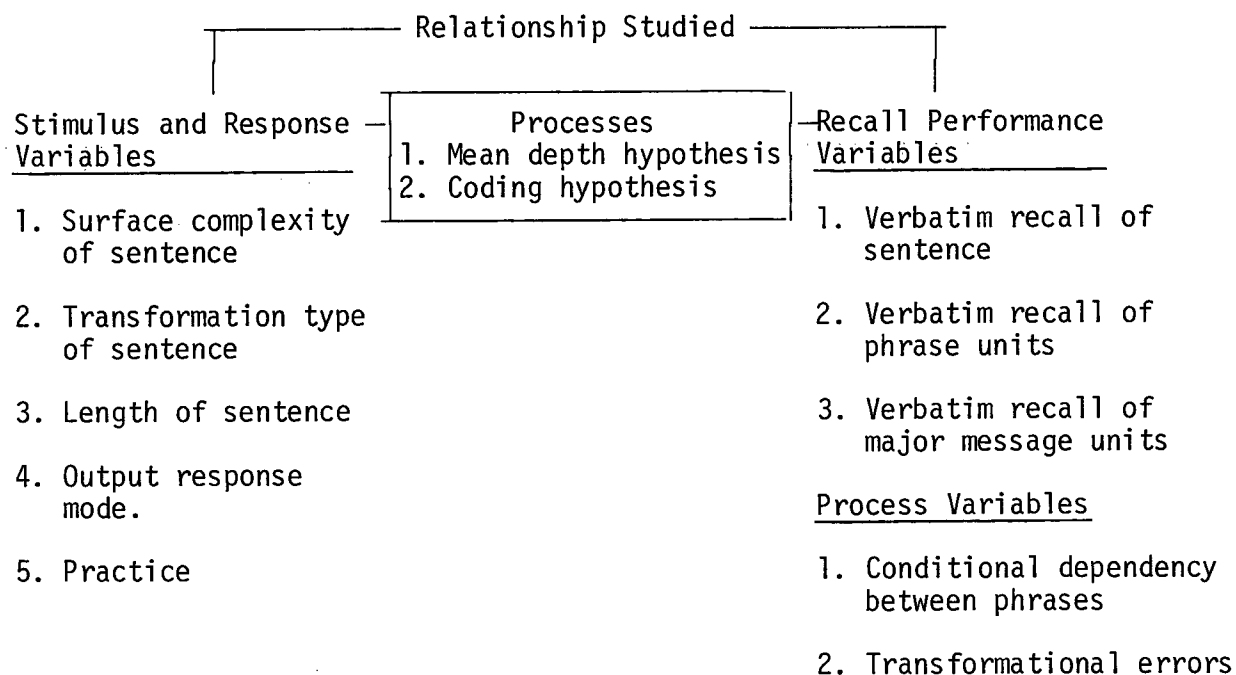 Relationship Studied
Stimulus and Response
Variables
1. Surface complexity
of sentence
2. Transformation type
of sentence
3. Length of sentence
4. Output response
mode.
5. Practice
Processes
1. Mean depth hypothesis
2. Coding hypothesis
Recall Performance
Variables
1. Verbatim recall of
sentence
2. Verbatim recall of
phrase units
3. Verbatim recall of
major message units
Process Variables
1. Conditional dependency
between phrases
2. Transformational errors